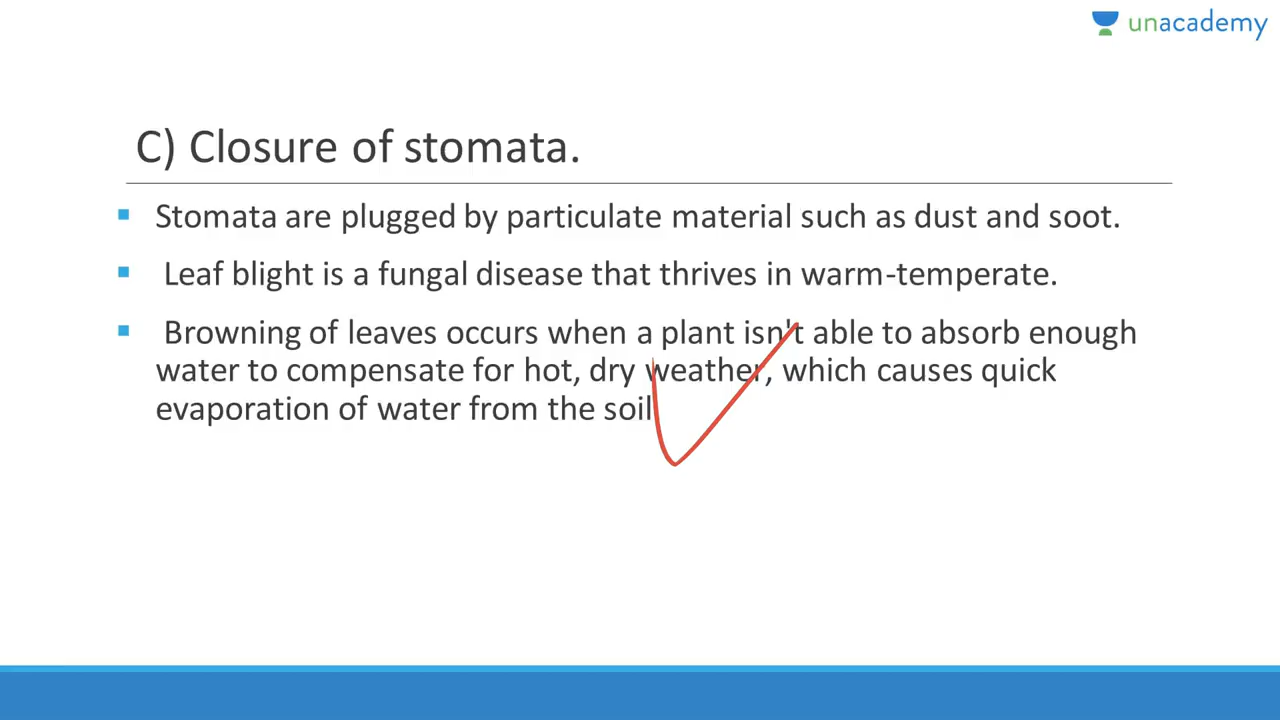 unacademy
C) Closure of stomata.
Stomata are plugged by particulate material such as dust and soot.
Leaf blight is a fungal disease that thrives in warm-temperate.
Browning of leaves occurs when a plant isn't able to absorb enough
water to compensate for hot, dry weather, which causes quick
evaporation of water from the soil